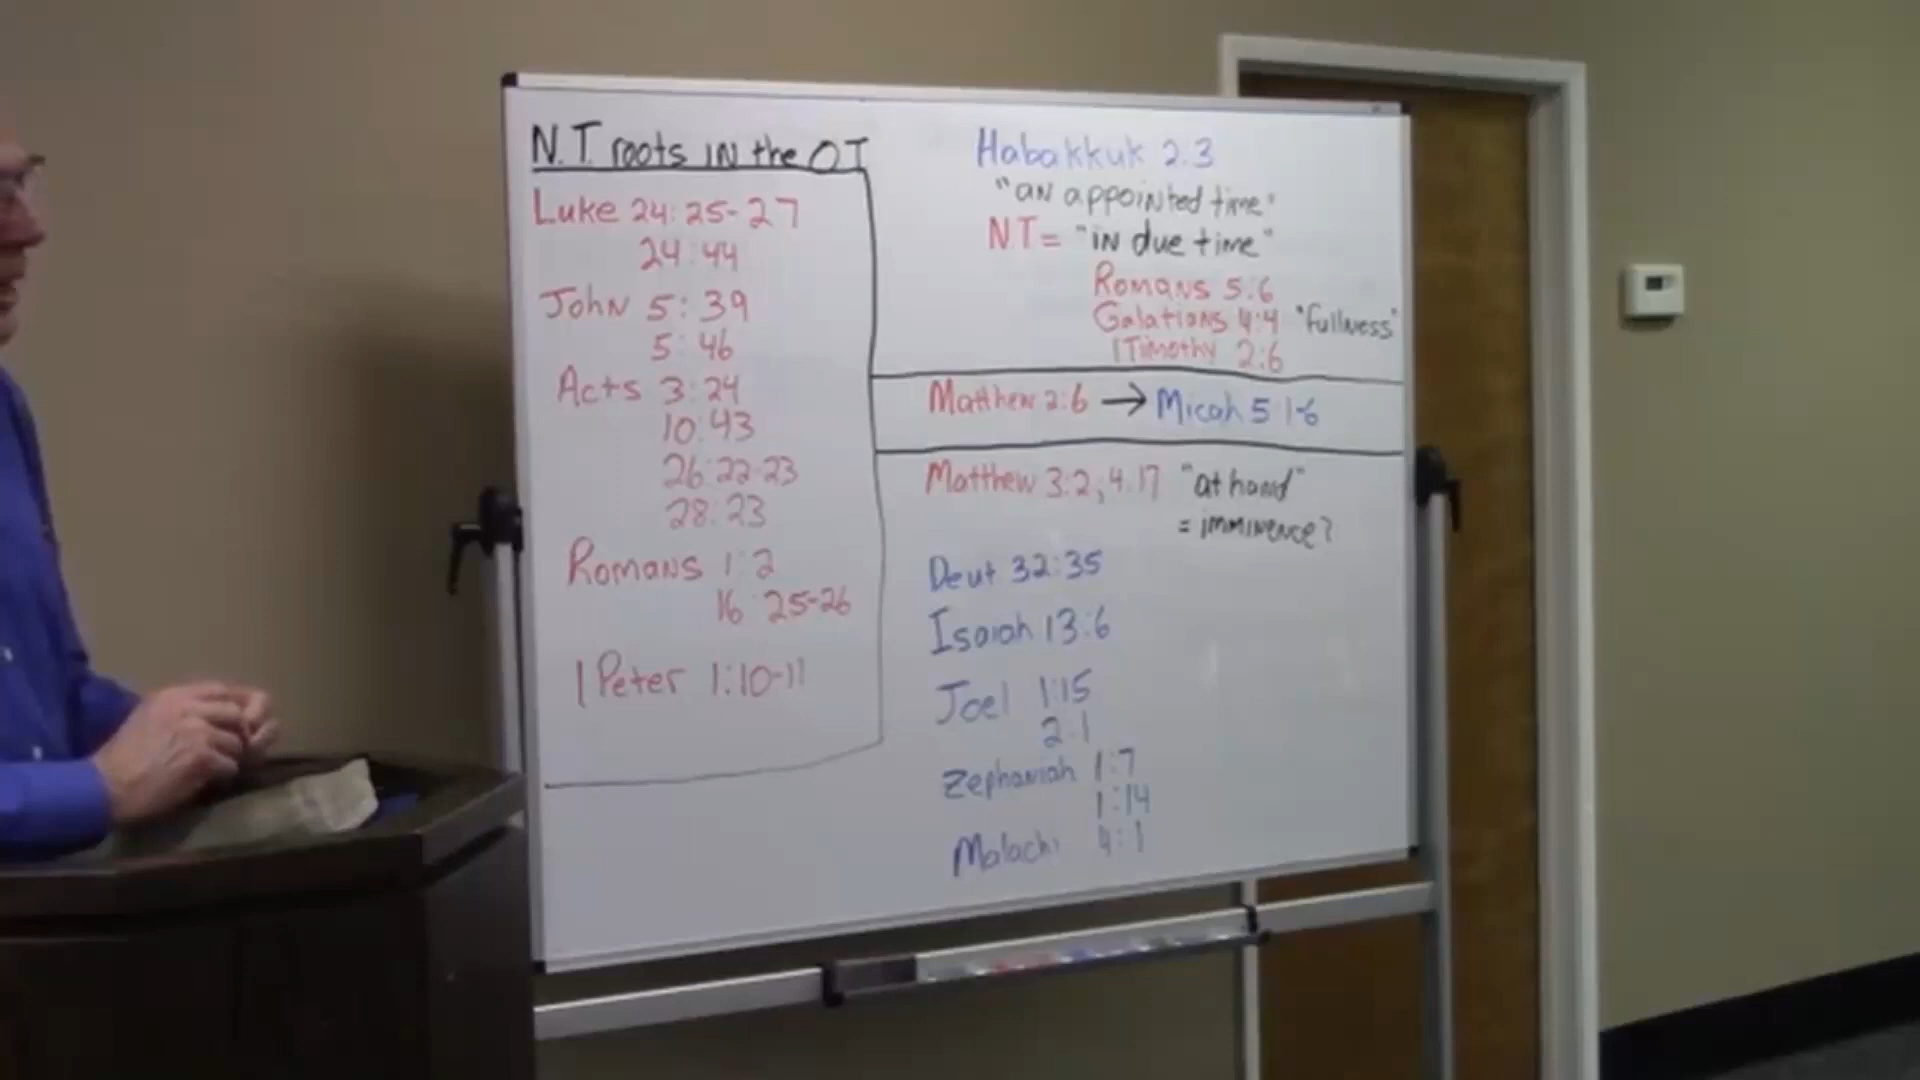 N.T. roots in the OT
Luke 24:25-27
24:44
John 5:39
5:46
Acts 3:24
10:43
26:22-23
28:23
Romans 1:2
16:25-26
1 Peter 1:10-11
Habakkuk 2:3
"an appointed time"
N.T = "in due time"
Romans 5:6
Galations 4:4 "fullness"
1 Timothy 2:6
Matthew 2:6 → Micah 5:1-6
Matthew 3:2, 4:17 "at hand"
= imminence?
Deut 32:35
Isaiah 13:6
Joel 1:15
2:1
Zephaniah 1:7
1:14
Malachi 4:1